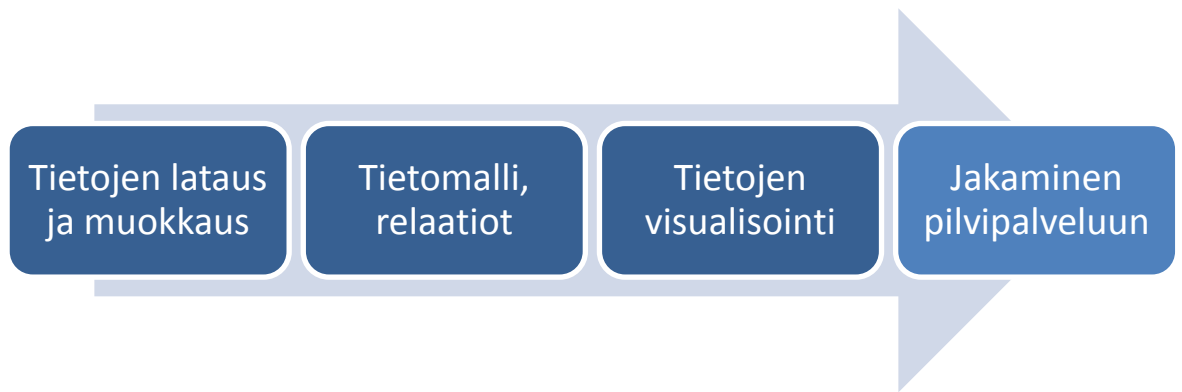 Tietojen lataus
ja muokkaus
Tietomalli,
relaatiot
Tietojen
visualisointi
Jakaminen
pilvipalveluun